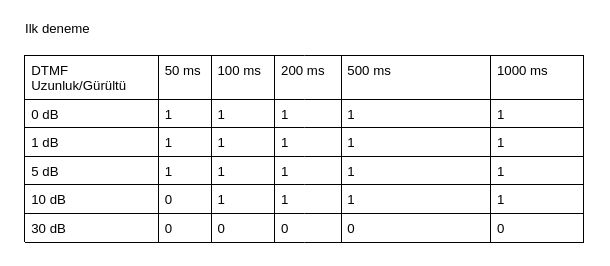 Ilk deneme
DTMF Uzunluk/Gürültü 50 ms 100 ms 200 ms 500 ms 1000 ms
0 dB 1 1 1 1 1
1 dB 1 1 1 1 1
5 dB 1 1 1 1 1
10 dB 0 1 1 1 1
30 dB 0 0 0 0 0